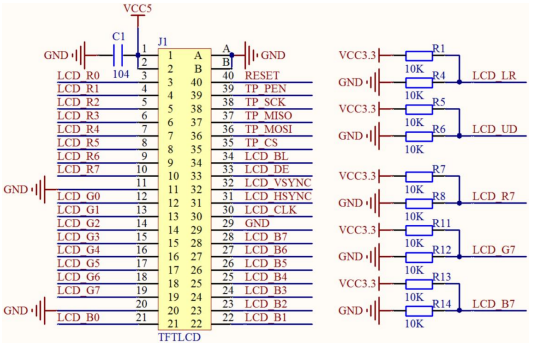 VCC5
C1
J1
GND
104
1
1
A
A
GND
2
2
B
B
LCD_R0
3
3
40
40
RESET
LCD_R1
4
4
39
39
TP_PEN
LCD_R2
5
5
38
38
TP_SCK
LCD_R3
6
6
37
37
TP_MISO
LCD_R4
7
7
36
36
TP_MOSI
LCD_R5
8
8
35
35
TP_CS
LCD_R6
9
9
34
34
LCD_BL
LCD_R7
10
10
33
33
LCD_DE
GND
11
11
32
32
LCD_VSYNC
LCD_G0
12
12
31
31
LCD_HSYNC
LCD_G1
13
13
30
30
LCD_CLK
LCD_G2
14
14
29
29
GND
LCD_G3
15
15
28
28
LCD_B7
LCD_G4
16
16
27
27
LCD_B6
LCD_G5
17
17
26
26
LCD_B5
LCD_G6
18
18
25
25
LCD_B4
LCD_G7
19
19
24
24
LCD_B3
GND
20
20
23
23
LCD_B2
LCD_B0
21
21
22
22
LCD_B1
TFTLCD
VCC3.3
R1
10K
GND
R4
10K
LCD_LR
VCC3.3
R5
10K
GND
R6
10K
LCD_UD
VCC3.3
R7
10K
GND
R8
10K
LCD_R7
VCC3.3
R11
10K
GND
R12
10K
LCD_G7
VCC3.3
R13
10K
GND
R14
10K
LCD_B7